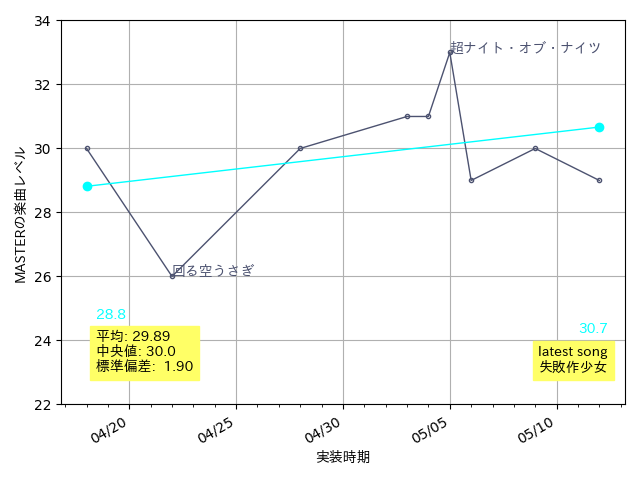 34
32
30
28
26
24
22
MASTERの楽曲レベル
超ナイト・オブ・ナイツ
回る空うさぎ
28.8
平均: 29.89
中央値: 30.0
標準偏差: 1.90
30.7
latest song
失敗作少女
04/20
04/25
04/30
05/05
05/10
実装時期